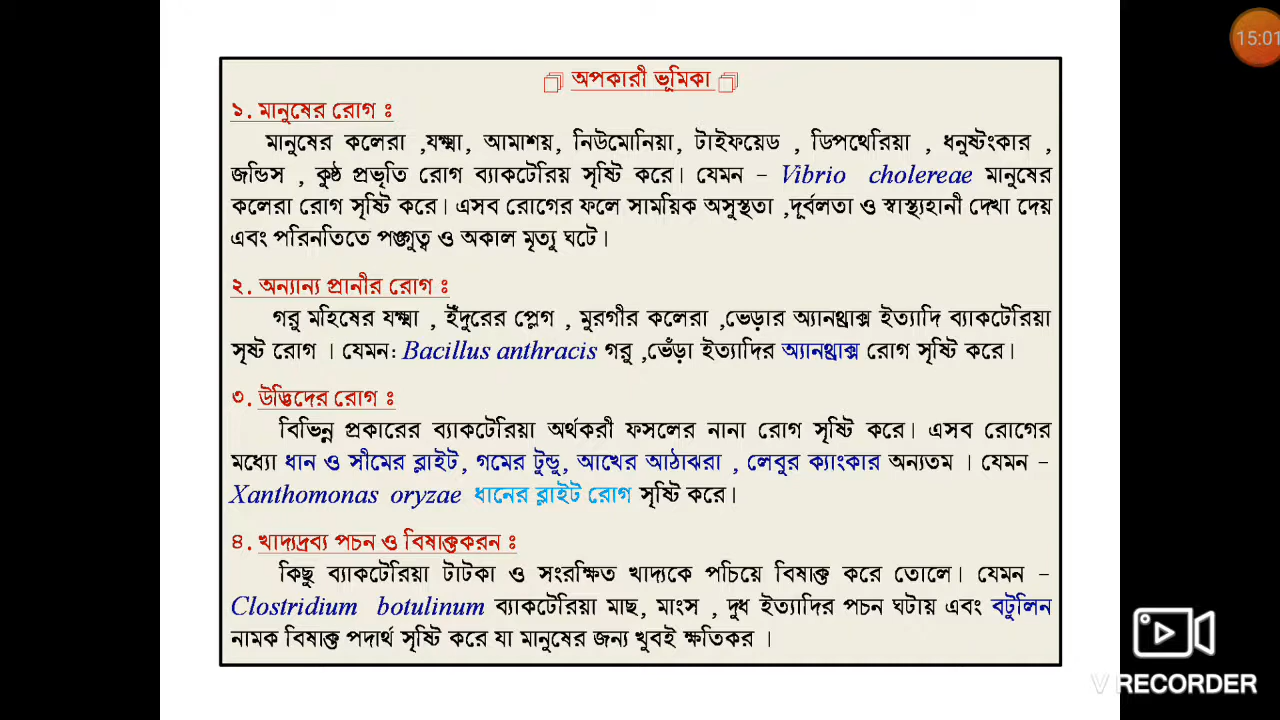 15:01
অপকারী ভূমিকা
১. মানুষের রোগ ঃ
মানুষের কলেরা ,যক্ষ্মা, আমাশয়, নিউমোনিয়া, টাইফয়েড , ডিপথেরিয়া , ধনুষ্টংকার ,
জন্ডিস , কুষ্ঠ প্রভৃতি রোগ ব্যাকটেরিয় সৃষ্টি করে। যেমন – Vibrio cholereae মানুষের
কলেরা রোগ সৃষ্টি করে। এসব রোগের ফলে সাময়িক অসুস্থতা ,দূর্বলতা ও স্বাস্থ্যহানী দেখা দেয়
এবং পরিনতিতে পঙ্গুত্ব ও অকাল মৃত্যু ঘটে।
২. অন্যান্য প্রানীর রোগ ঃ
গরু মহিষের যক্ষ্মা , ইঁদুরের প্লেগ , মুরগীর কলেরা ,ভেড়ার অ্যানথ্রাক্স ইত্যাদি ব্যাকটেরিয়া
সৃষ্ট রোগ । যেমন: Bacillus anthracis গরু ,ভেঁড়া ইত্যাদির অ্যানথ্রাক্স রোগ সৃষ্টি করে।
৩. উদ্ভিদের রোগ ঃ
বিভিন্ন প্রকারের ব্যাকটেরিয়া অর্থকরী ফসলের নানা রোগ সৃষ্টি করে। এসব রোগের
মধ্যে ধান ও সীমের ব্লাইট, গমের টুন্ডু, আখের আঠাঝরা , লেবুর ক্যাংকার অন্যতম । যেমন –
Xanthomonas oryzae ধানের ব্লাইট রোগ সৃষ্টি করে।
৪. খাদ্যদ্রব্য পচন ও বিষাক্তকরন ঃ
কিছু ব্যাকটেরিয়া টাটকা ও সংরক্ষিত খাদ্যকে পচিয়ে বিষাক্ত করে তোলে। যেমন –
Clostridium botulinum ব্যাকটেরিয়া মাছ, মাংস , দুধ ইত্যাদির পচন ঘটায় এবং বটুলিন
নামক বিষাক্ত পদার্থ সৃষ্টি করে যা মানুষের জন্য খুবই ক্ষতিকর ।
V RECORDER